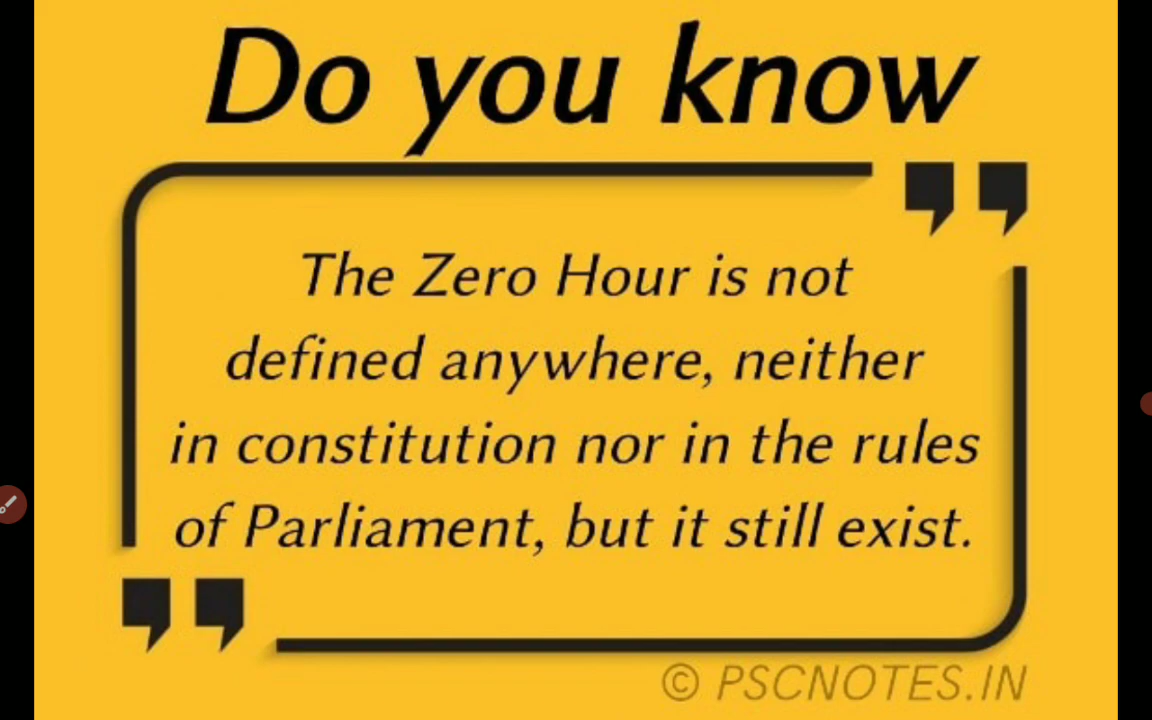 Do you know
The Zero Hour is not
defined anywhere, neither
in constitution nor in the rules
of Parliament, but it still exist.
© PSCNOTES.IN